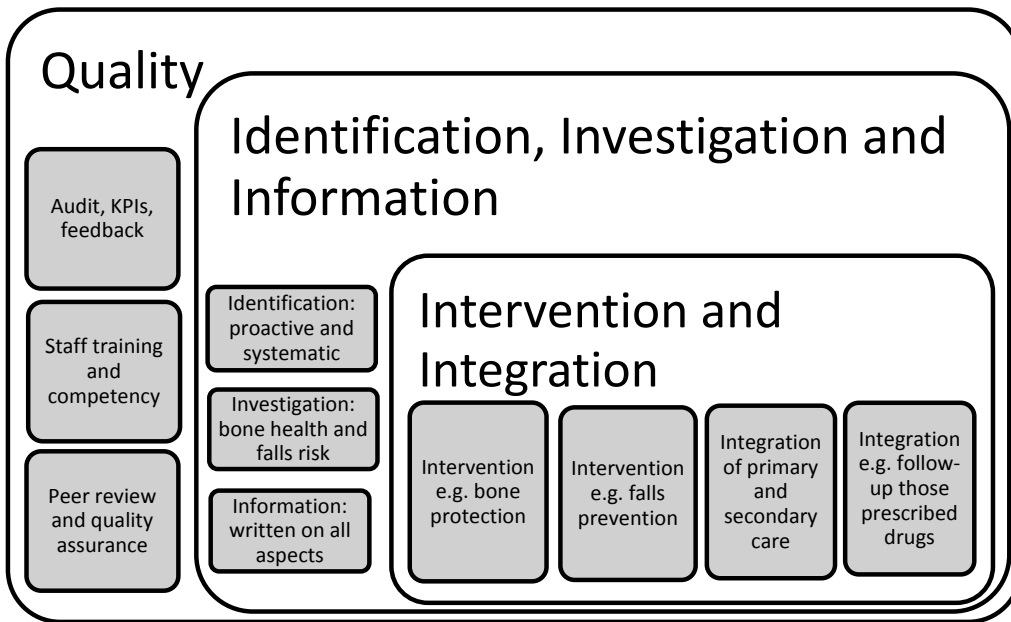 Quality
Audit, KPIs,
feedback
Staff training
and
competency
Peer review
and quality
assurance
Identification, Investigation and
Information
Identification:
proactive and
systematic
Investigation:
bone health and
falls risk
Information:
written on all
aspects
Intervention and
Integration
Intervention
e.g. bone
protection
Intervention
e.g. falls
prevention
Integration
of primary
and
secondary
care
Integration
e.g. follow-
up those
prescribed
drugs